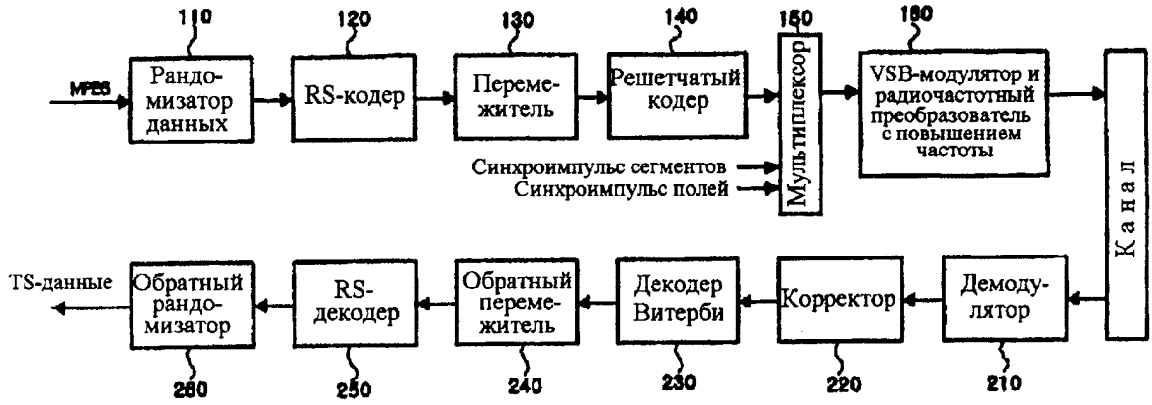 110 120 130 140 150 160
MPEG
Рандо-
мизатор
данных
RS-кодер
Переме-
житель
Решетчатый
кодер
Мультиплексор
VSB-модулятор и
радиочастотный
преобразователь
с повышением
частоты
Синхроимпульс сегментов
Синхроимпульс полей
Канал
TS-данные
Обратный
рандо-
мизатор
RS-
декодер
Обратный
переме-
житель
Декодер
Витерби
Корректор
Демоду-
лятор
260 250 240 230 220 210